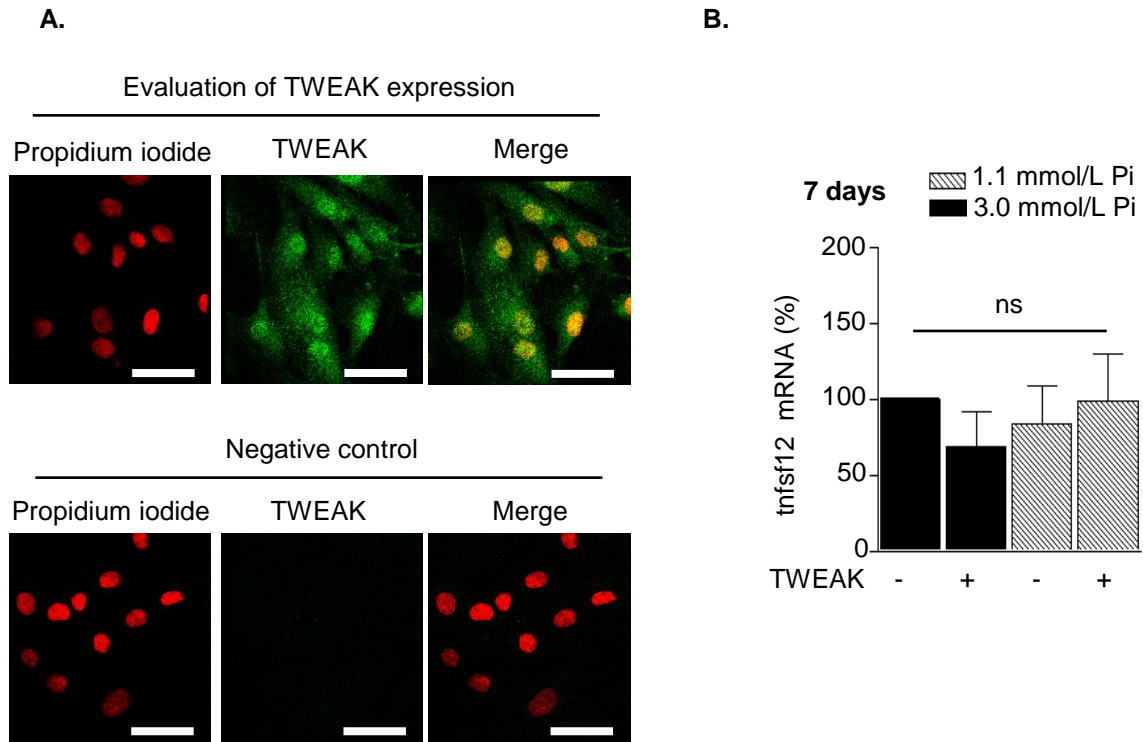 A.
Evaluation of TWEAK expression
Propidium iodide TWEAK Merge
Negative control
Propidium iodide TWEAK Merge
B.
7 days
1.1 mmol/L Pi
3.0 mmol/L Pi
tnfsf12 mRNA (%)
200
150
100
50
0
ns
TWEAK - + - +